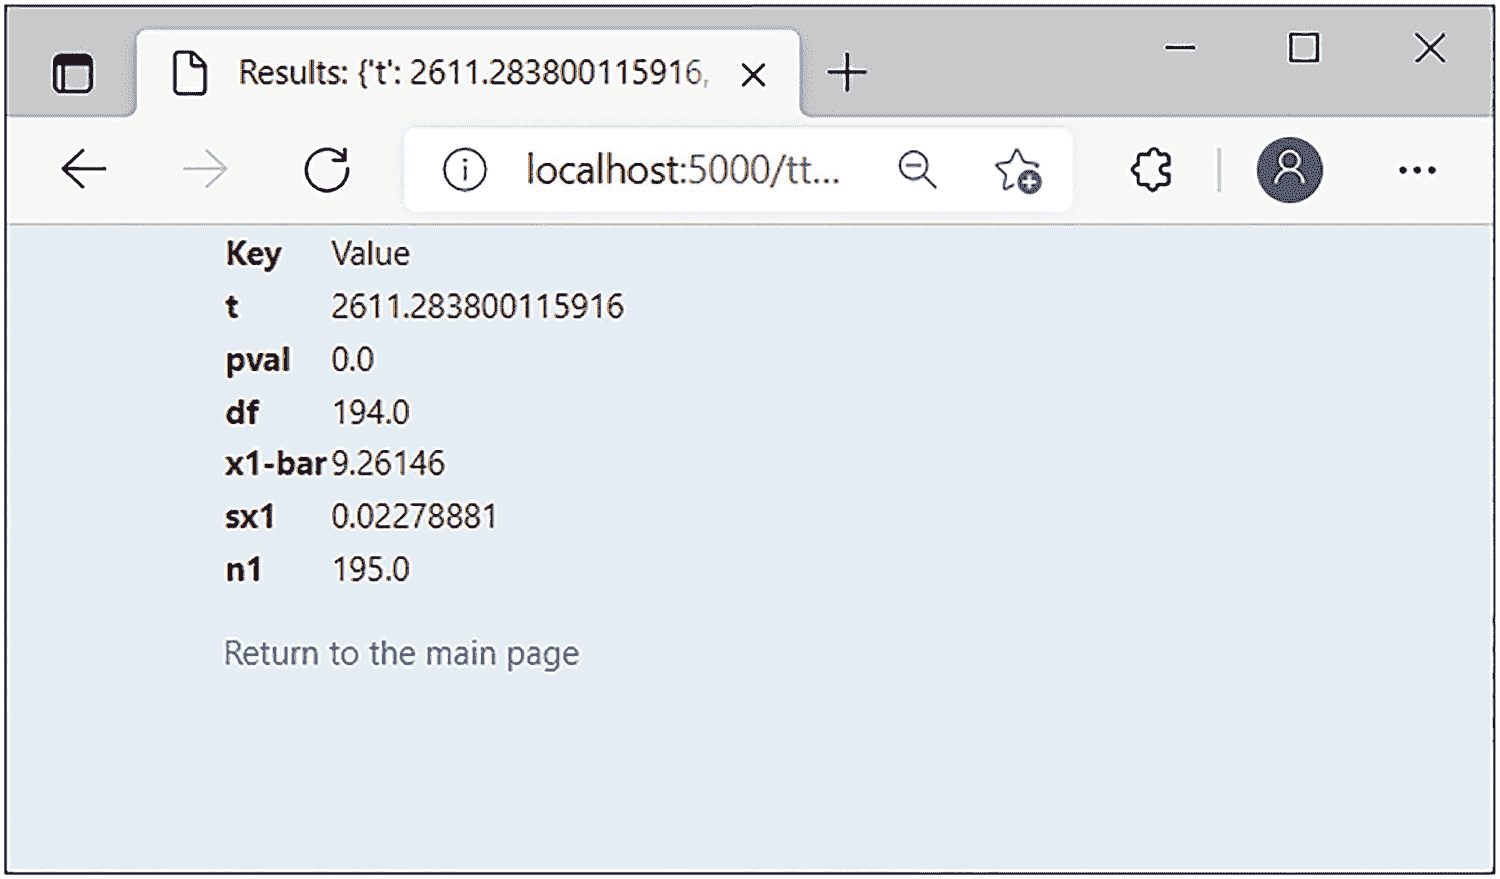 Results: {'t': 2611.283800115916,
localhost:5000/tt...
Key Value
t 2611.283800115916
pval 0.0
df 194.0
x1-bar 9.26146
sx1 0.02278881
n1 195.0
Return to the main page